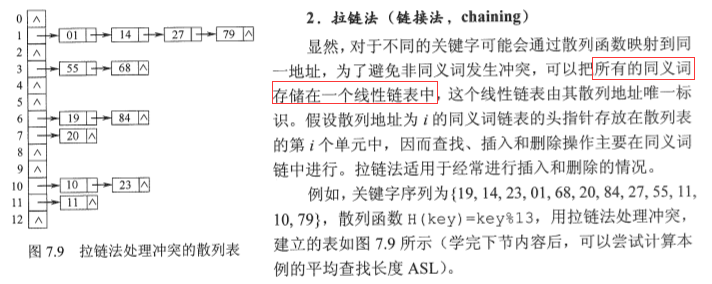 0 ∧
1 01 14 27 79 ∧
2 ∧
3 55 68 ∧
4 ∧
5 ∧
6 19 84 ∧
7 20 ∧
8 ∧
9 ∧
10 10 23 ∧
11 11 ∧
12 ∧
图 7.9 拉链法处理冲突的散列表
2．拉链法（链接法，chaining）
显然，对于不同的关键字可能会通过散列函数映射到同
一地址，为了避免非同义词发生冲突，可以把所有的同义词
存储在一个线性链表中，这个线性链表由其散列地址唯一标
识。假设散列地址为 i 的同义词链表的头指针存放在散列表
的第 i 个单元中，因而查找、插入和删除操作主要在同义词
链中进行。拉链法适用于经常进行插入和删除的情况。
例如，关键字序列为{19, 14, 23, 01, 68, 20, 84, 27, 55, 11,
10, 79}，散列函数 H(key)=key%13，用拉链法处理冲突，
建立的表如图 7.9 所示（学完下节内容后，可以尝试计算本
例的平均查找长度 ASL）。